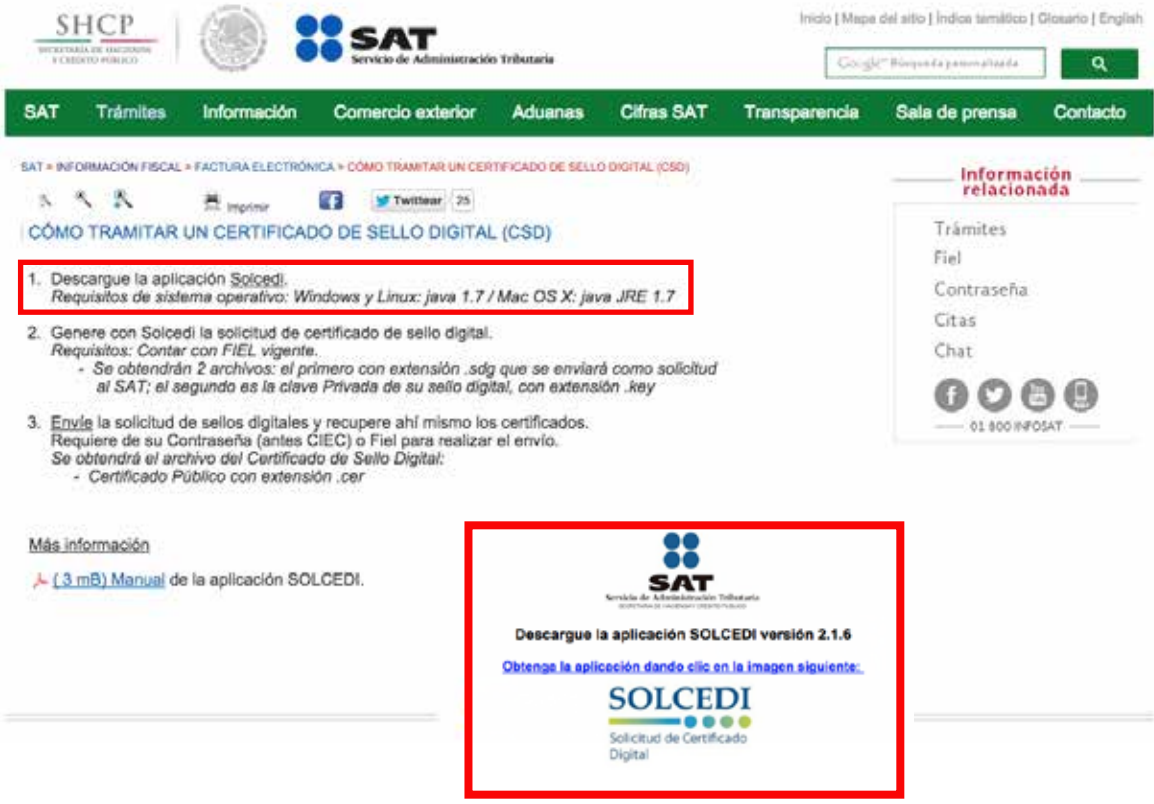 SHCP
SECRETARÍA DE HACIENDA
Y CRÉDITO PÚBLICO
SAT
Servicio de Administración Tributaria
Inicio | Mapa del sitio | Índice temático | Glosario | English
Google™ Búsqueda personalizada
SAT Trámites Información Comercio exterior Aduanas Cifras SAT Transparencia Sala de prensa Contacto
SAT » INFORMACIÓN FISCAL » FACTURA ELECTRÓNICA » CÓMO TRAMITAR UN CERTIFICADO DE SELLO DIGITAL (CSD)
Imprimir Twittear 25
CÓMO TRAMITAR UN CERTIFICADO DE SELLO DIGITAL (CSD)
1. Descargue la aplicación Solcedi.
Requisitos de sistema operativo: Windows y Linux: java 1.7 / Mac OS X: java JRE 1.7
2. Genere con Solcedi la solicitud de certificado de sello digital.
Requisitos: Contar con FIEL vigente.
- Se obtendrán 2 archivos: el primero con extensión .sdg que se enviará como solicitud
al SAT; el segundo es la clave Privada de su sello digital, con extensión .key
3. Envíe la solicitud de sellos digitales y recupere ahí mismo los certificados.
Requiere de su Contraseña (antes CIEC) o Fiel para realizar el envío.
Se obtendrá el archivo del Certificado de Sello Digital:
- Certificado Público con extensión .cer
Más información
( 3 mB) Manual de la aplicación SOLCEDI.
Información
relacionada
Trámites
Fiel
Contraseña
Citas
Chat
01 800 INFOSAT
SAT
Servicio de Administración Tributaria
SECRETARÍA DE HACIENDA Y CRÉDITO PÚBLICO
Descargue la aplicación SOLCEDI versión 2.1.6
Obtenga la aplicación dando clic en la imagen siguiente:
SOLCEDI
Solicitud de Certificado
Digital